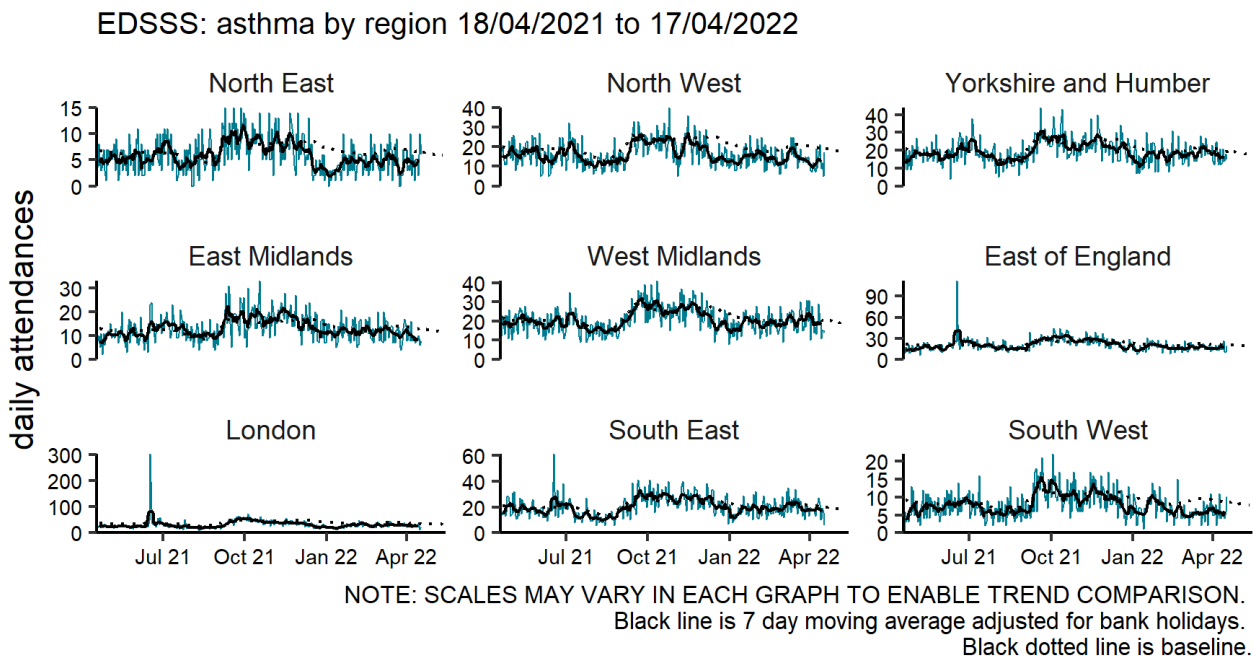 EDSSS: asthma by region 18/04/2021 to 17/04/2022
North East
North West
Yorkshire and Humber
15
10
5
0
40
30
20
10
0
40
30
20
10
0
daily attendances
East Midlands
West Midlands
East of England
30
20
10
0
40
30
20
10
0
90
60
30
0
London
South East
South West
300
200
100
0
60
40
20
0
20
15
10
5
0
Jul 21 Oct 21 Jan 22 Apr 22
Jul 21 Oct 21 Jan 22 Apr 22
Jul 21 Oct 21 Jan 22 Apr 22
NOTE: SCALES MAY VARY IN EACH GRAPH TO ENABLE TREND COMPARISON.
Black line is 7 day moving average adjusted for bank holidays.
Black dotted line is baseline.